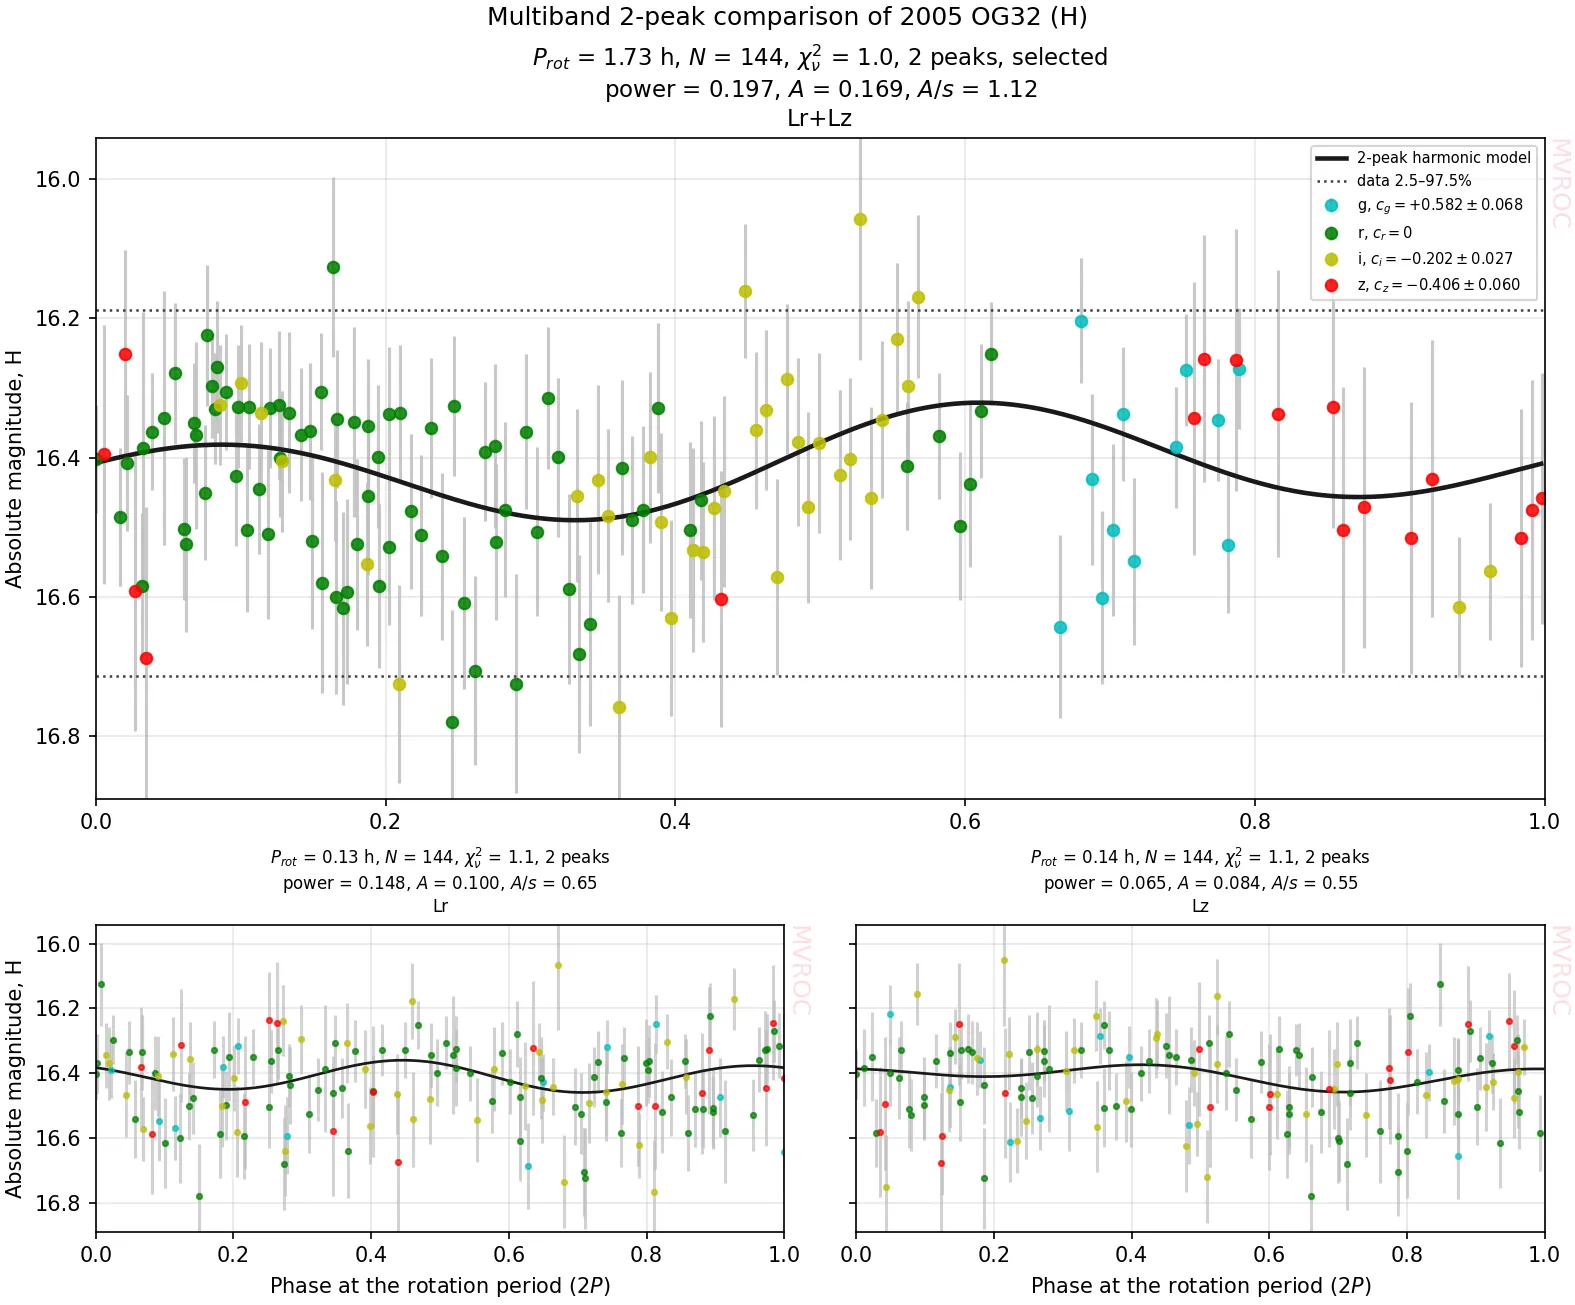 Multiband 2-peak comparison of 2005 OG32 (H)
P_rot = 1.73 h, N = 144, χ²_ν = 1.0, 2 peaks, selected
power = 0.197, A = 0.169, A/s = 1.12
Lr+Lz
MVROC
2-peak harmonic model
data 2.5–97.5%
g, c_g = +0.582 ± 0.068
r, c_r = 0
i, c_i = −0.202 ± 0.027
z, c_z = −0.406 ± 0.060
Absolute magnitude, H
16.0
16.2
16.4
16.6
16.8
0.0 0.2 0.4 0.6 0.8 1.0
P_rot = 0.13 h, N = 144, χ²_ν = 1.1, 2 peaks
power = 0.148, A = 0.100, A/s = 0.65
Lr
MVROC
Absolute magnitude, H
16.0
16.2
16.4
16.6
16.8
0.0 0.2 0.4 0.6 0.8 1.0
Phase at the rotation period (2P)
P_rot = 0.14 h, N = 144, χ²_ν = 1.1, 2 peaks
power = 0.065, A = 0.084, A/s = 0.55
Lz
MVROC
0.0 0.2 0.4 0.6 0.8 1.0
Phase at the rotation period (2P)